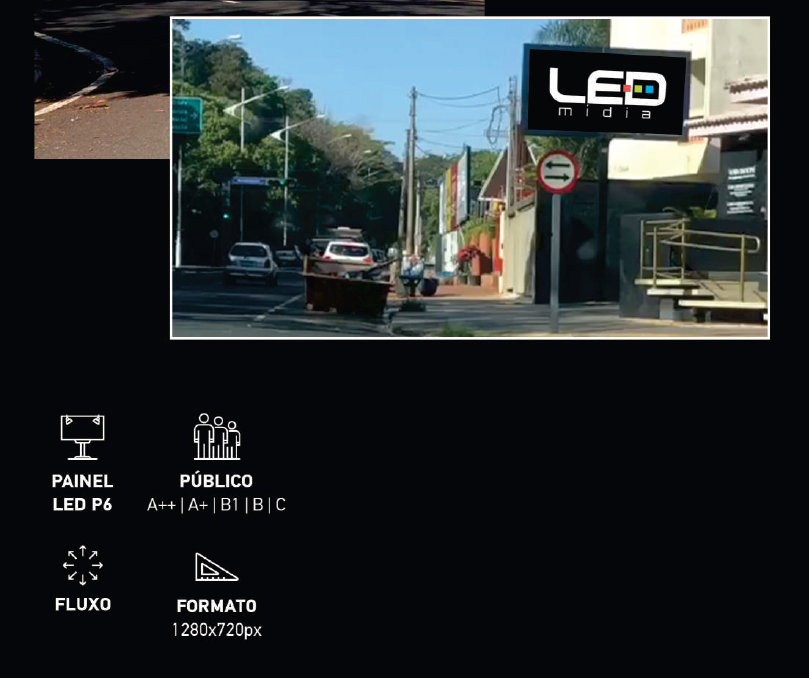 LED
mídia
PAINEL
LED P6
PÚBLICO
A++ | A+ | B1 | B | C
FLUXO
FORMATO
1280x720px